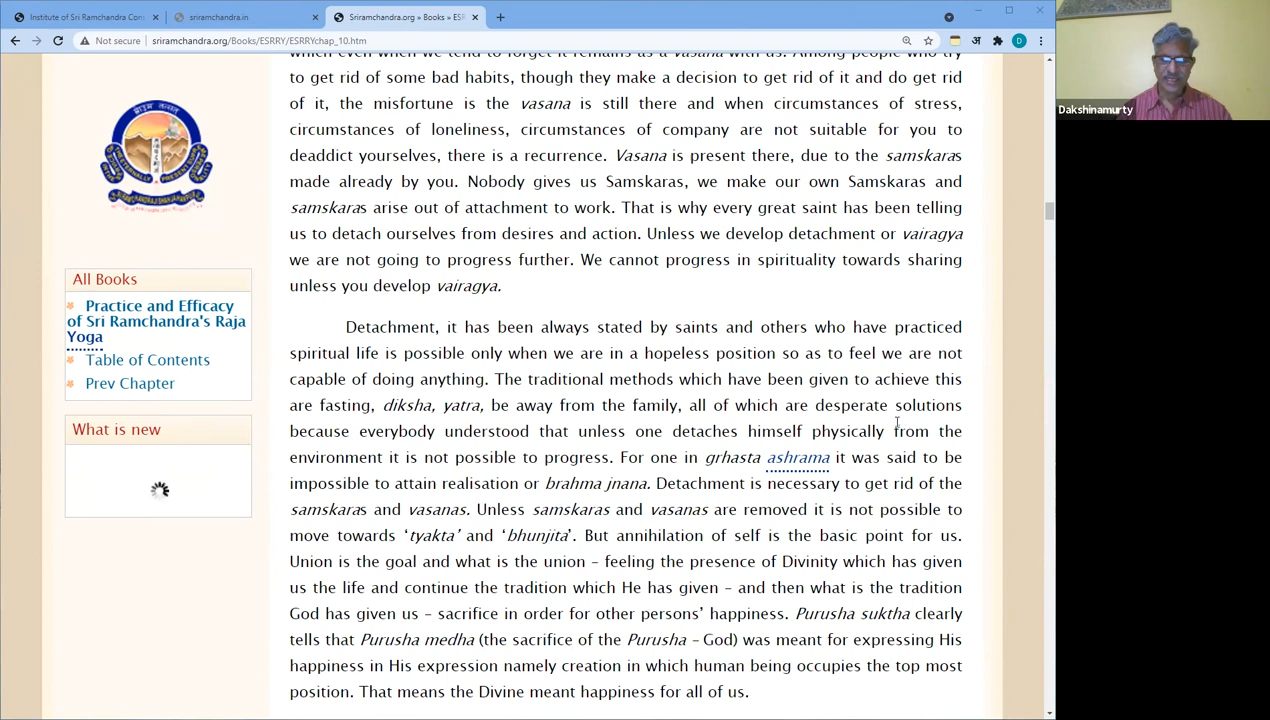 Institute of Sri Ramchandra Con
sriramchandra.in
Sriramchandra.org » Books » ESR
Not secure
sriramchandra.org/Books/ESRRY/ESRRYchap_10.htm
अ
D
Dakshinamurty
to get rid of some bad habits, though they make a decision to get rid of it and do get rid
of it, the misfortune is the vasana is still there and when circumstances of stress,
circumstances of loneliness, circumstances of company are not suitable for you to
deaddict yourselves, there is a recurrence. Vasana is present there, due to the samskaras
made already by you. Nobody gives us Samskaras, we make our own Samskaras and
samskaras arise out of attachment to work. That is why every great saint has been telling
us to detach ourselves from desires and action. Unless we develop detachment or vairagya
we are not going to progress further. We cannot progress in spirituality towards sharing
unless you develop vairagya.
Detachment, it has been always stated by saints and others who have practiced
spiritual life is possible only when we are in a hopeless position so as to feel we are not
capable of doing anything. The traditional methods which have been given to achieve this
are fasting, diksha, yatra, be away from the family, all of which are desperate solutions
because everybody understood that unless one detaches himself physically from the
environment it is not possible to progress. For one in grhasta ashrama it was said to be
impossible to attain realisation or brahma jnana. Detachment is necessary to get rid of the
samskaras and vasanas. Unless samskaras and vasanas are removed it is not possible to
move towards ‘tyakta’ and ‘bhunjita’. But annihilation of self is the basic point for us.
Union is the goal and what is the union – feeling the presence of Divinity which has given
us the life and continue the tradition which He has given – and then what is the tradition
God has given us – sacrifice in order for other persons’ happiness. Purusha suktha clearly
tells that Purusha medha (the sacrifice of the Purusha – God) was meant for expressing His
happiness in His expression namely creation in which human being occupies the top most
position. That means the Divine meant happiness for all of us.
All Books
Practice and Efficacy
of Sri Ramchandra's Raja
Yoga
Table of Contents
Prev Chapter
What is new